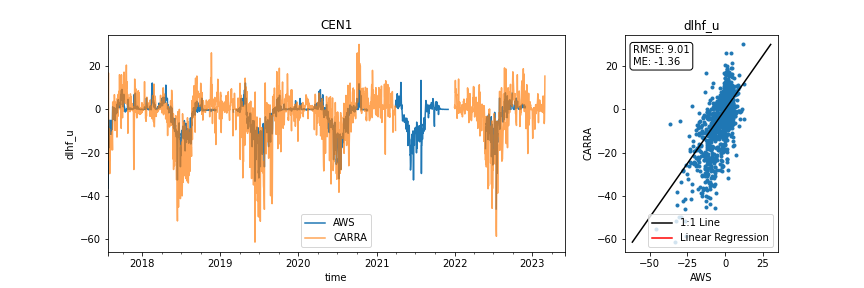 CEN1
dlhf_u
20
0
−20
−40
−60
dlhf_u
AWS
CARRA
2018
2019
2020
2021
2022
2023
time
dlhf_u
RMSE: 9.01
ME: -1.36
20
0
−20
−40
−60
CARRA
1:1 Line
Linear Regression
−50
−25
0
25
AWS